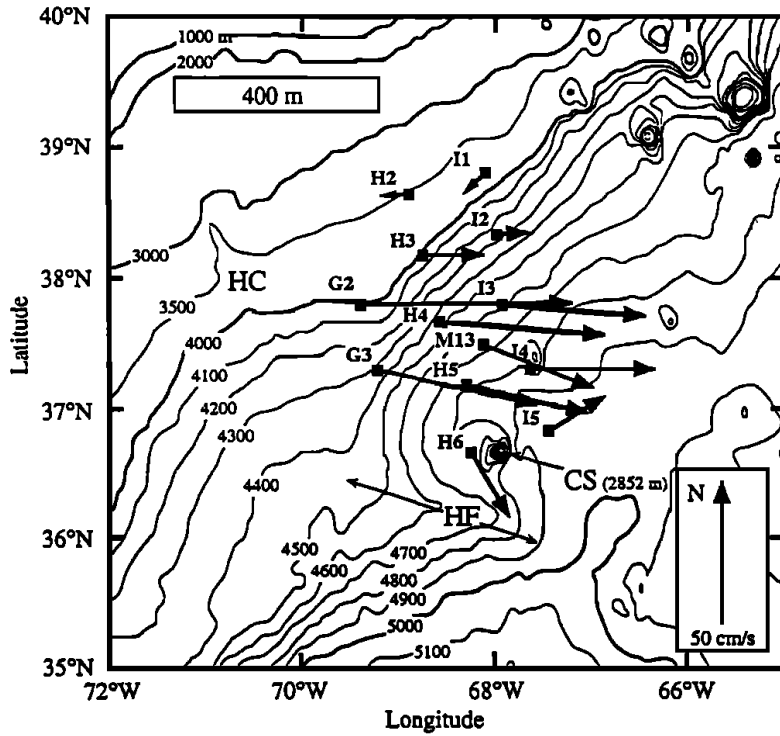 40°N
39°N
38°N
37°N
36°N
35°N
72°W
70°W
68°W
66°W
Latitude
Longitude
1000 m
2000
400 m
3000
3500
4000
4100
4200
4300
4400
4500
4600
4700
4800
4900
5000
5100
HC
HF
CS (2852 m)
I1
H2
I2
H3
G2
I3
H4
M13
I4
G3
H5
I5
H6
N
50 cm/s